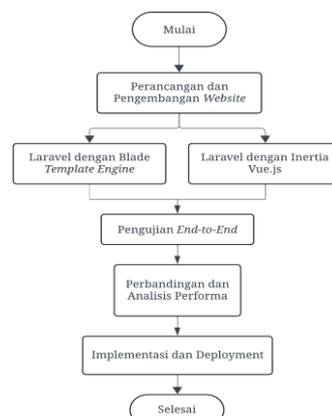 Mulai
Perancangan dan
Pengembangan Website
Laravel dengan Blade
Template Engine
Laravel dengan Inertia
Vue.js
Pengujian End-to-End
Perbandingan dan
Analisis Performa
Implementasi dan Deployment
Selesai